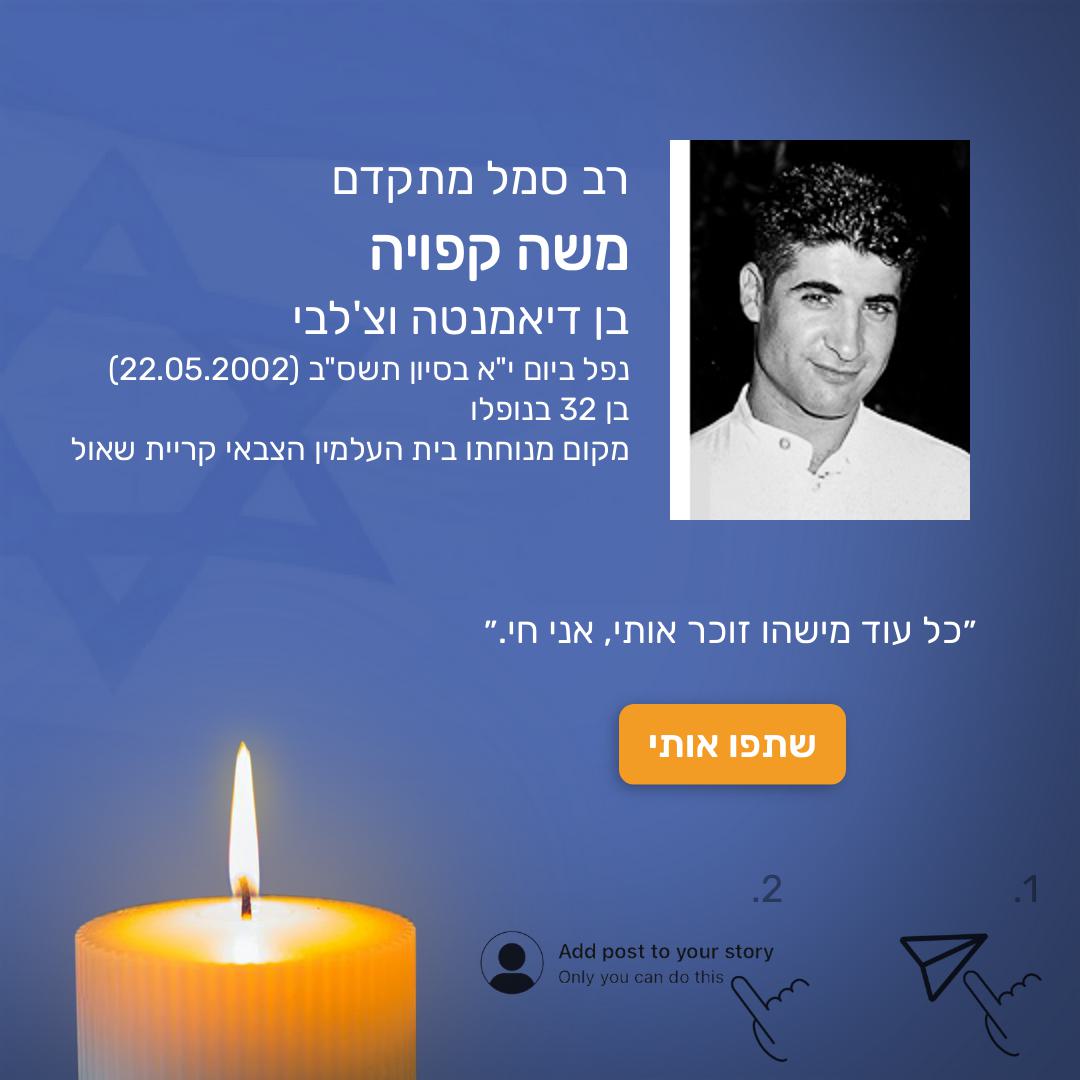 רב סמל מתקדם
משה קפויה
בן דיאמנטה וצ'לבי
נפל ביום י"א בסיון תשס"ב (22.05.2002)
בן 32 בנופלו
מקום מנוחתו בית העלמין הצבאי קריית שאול
״כל עוד מישהו זוכר אותי, אני חי.״
שתפו אותי
1.
2.
Add post to your story
Only you can do this